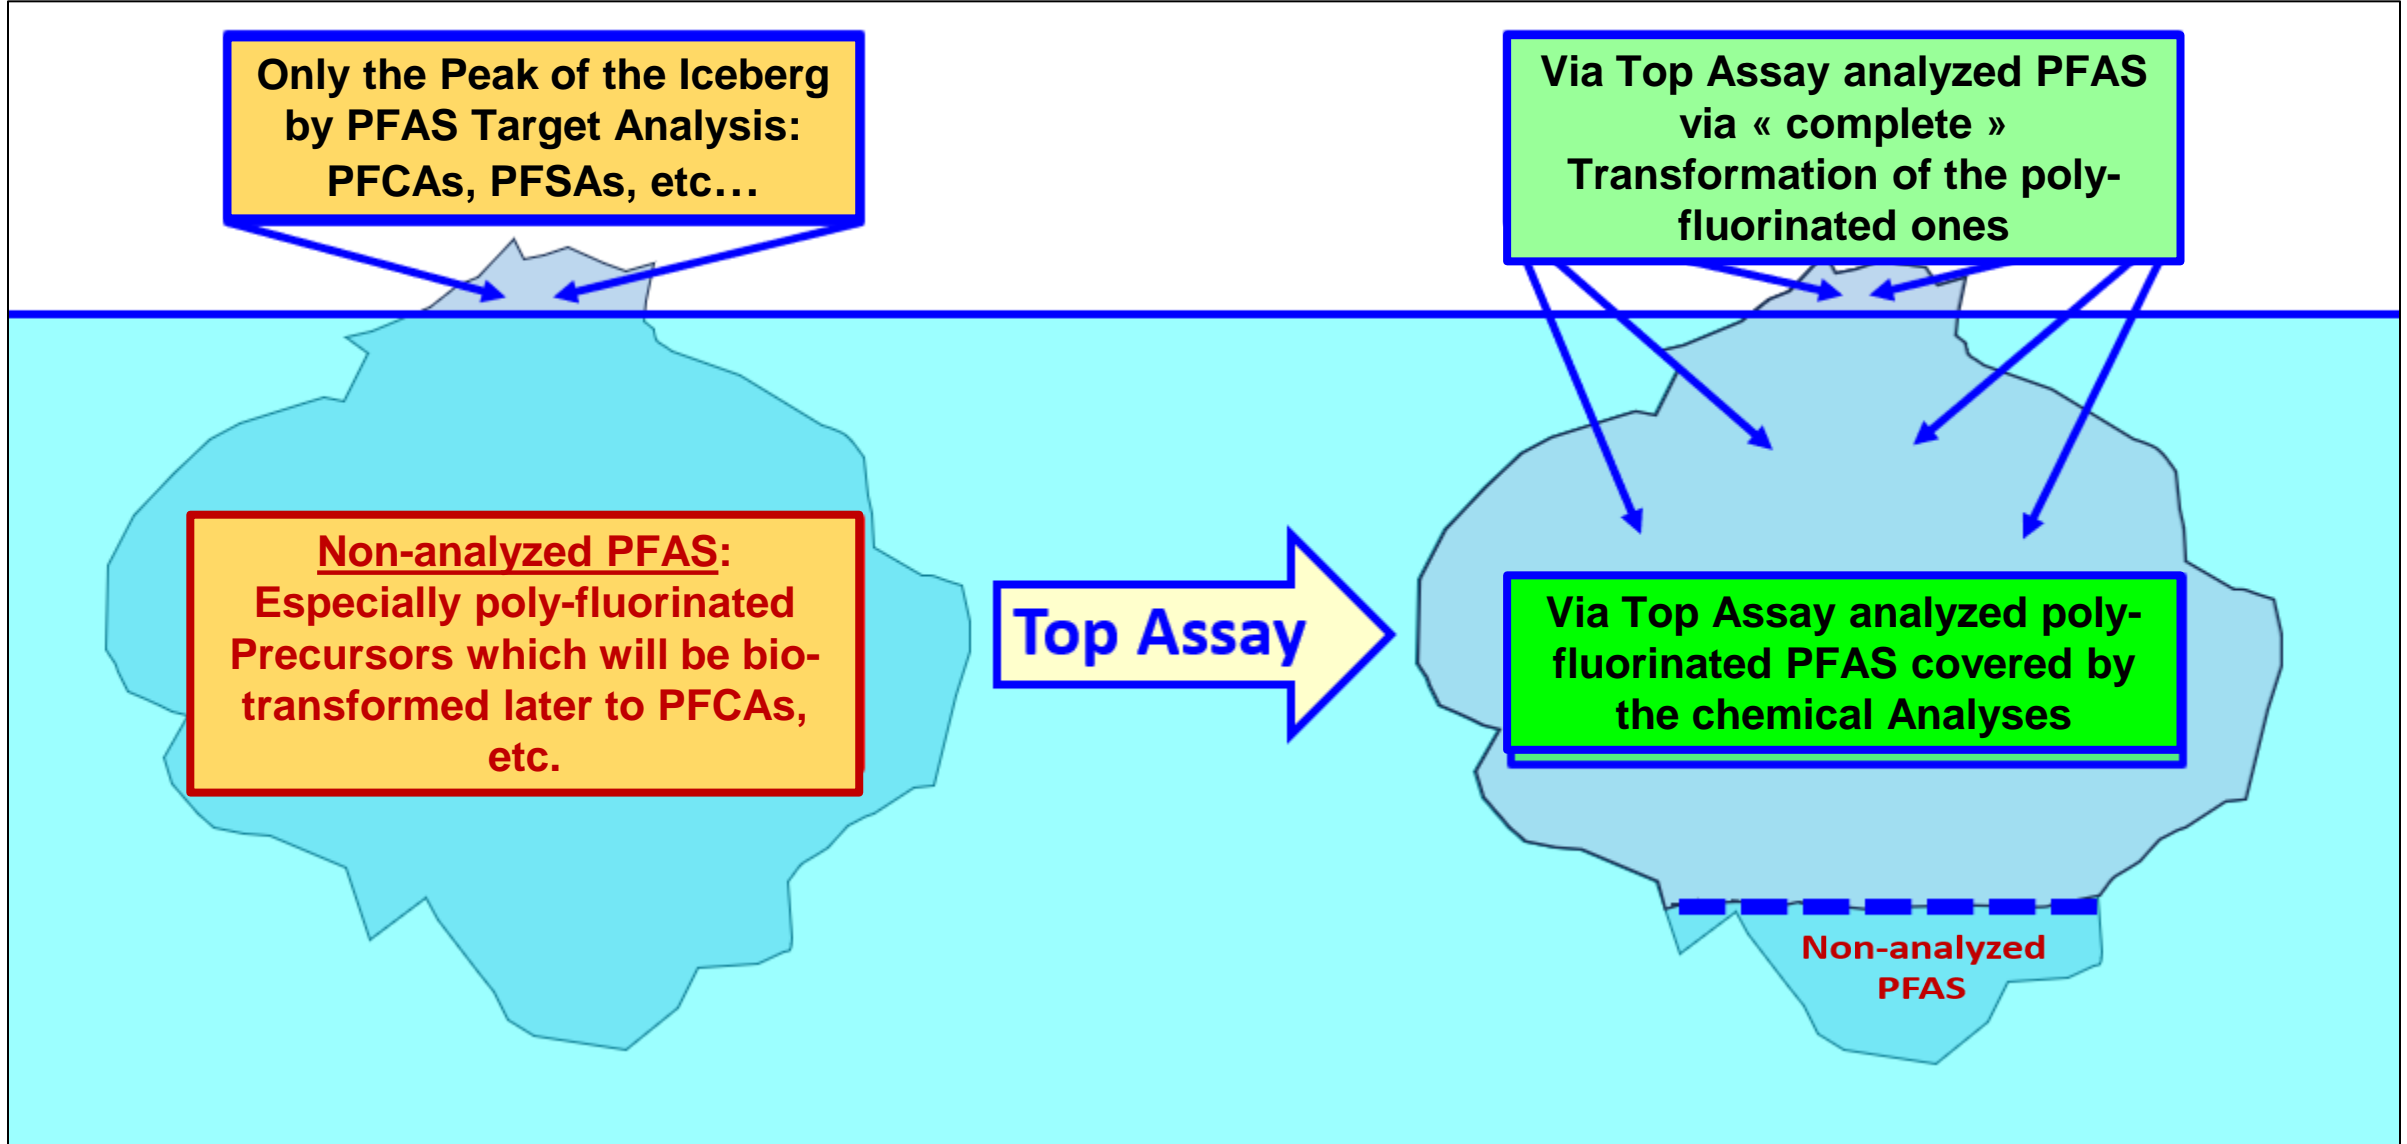 Only the Peak of the Iceberg
by PFAS Target Analysis:
PFCAs, PFSAs, etc…
Via Top Assay analyzed PFAS
via « complete »
Transformation of the poly-
fluorinated ones
Non-analyzed PFAS:
Especially poly-fluorinated
Precursors which will be bio-
transformed later to PFCAs,
etc.
Top Assay
Via Top Assay analyzed poly-
fluorinated PFAS covered by
the chemical Analyses
Non-analyzed
PFAS